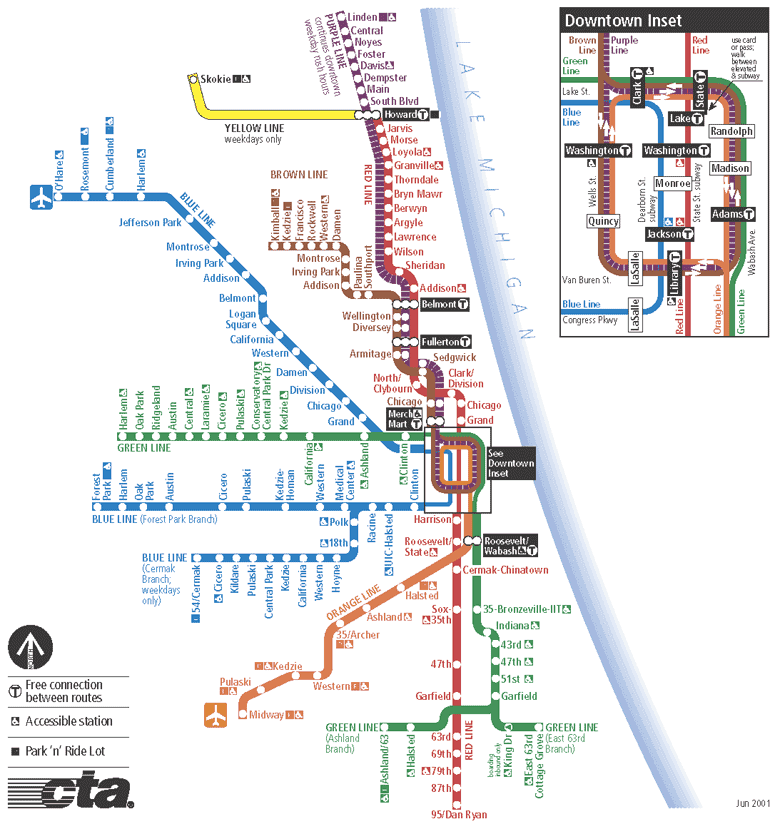 Linden
Central
Noyes
Foster
Davis
Dempster
Main
South Blvd
PURPLE LINE
continues downtown
weekday rush hours
Skokie
YELLOW LINE
weekdays only
Howard
Jarvis
Morse
Loyola
Granville
Thorndale
Bryn Mawr
Berwyn
Argyle
Lawrence
Wilson
Sheridan
Addison
RED LINE
LAKE MICHIGAN
Belmont
Wellington
Diversey
Fullerton
Armitage
Sedgwick
North/
Clybourn
Clark/
Division
Chicago
Chicago
Merch
Mart
Grand
BROWN LINE
Kimball
Kedzie
Francisco
Rockwell
Western
Damen
Montrose
Irving Park
Addison
Paulina
Southport
O'Hare
Rosemont
Cumberland
Harlem
BLUE LINE
Jefferson Park
Montrose
Irving Park
Addison
Belmont
Logan
Square
California
Western
Damen
Division
Chicago
Grand
Harlem
Oak Park
Ridgeland
Austin
Central
Laramie
Cicero
Pulaski
Conservatory
Central Park Dr
Kedzie
California
Ashland
Clinton
GREEN LINE
See
Downtown
Inset
Forest
Park
Harlem
Oak
Park
Austin
Cicero
Pulaski
Kedzie-
Homan
Western
Medical
Center
Racine
UIC-Halsted
Clinton
BLUE LINE (Forest Park Branch)
Polk
18th
BLUE LINE
(Cermak
Branch;
weekdays
only)
54/Cermak
Cicero
Kildare
Pulaski
Central Park
Kedzie
California
Western
Hoyne
Harrison
Roosevelt/
State
Roosevelt/
Wabash
Cermak-Chinatown
Sox-
35th
47th
Garfield
63rd
69th
79th
87th
95/Dan Ryan
RED LINE
35-Bronzeville-IIT
Indiana
43rd
47th
51st
Garfield
GREEN LINE
(Ashland
Branch)
Ashland/63
Halsted
boarding
inbound only
King Dr
East 63rd
Cottage Grove
GREEN LINE
(East 63rd
Branch)
ORANGE LINE
Halsted
Ashland
35/Archer
Western
Kedzie
Pulaski
Midway
NORTH
T Free connection
between routes
Accessible station
Park 'n' Ride Lot
cta.
Jun 2001
Downtown Inset
Brown
Line
Purple
Line
Red
Line
use card
or pass;
walk
between
elevated
& subway
Green
Line
Lake St.
Blue
Line
Clark
State
Lake
Randolph
Washington
Washington
Madison
Monroe
Wells St.
Dearborn St.
subway
State St. subway
Quincy
Adams
Jackson
Wabash Ave.
Library
LaSalle
Van Buren St.
Blue Line
Congress Pkwy
LaSalle
Red Line
Orange Line
Green Line